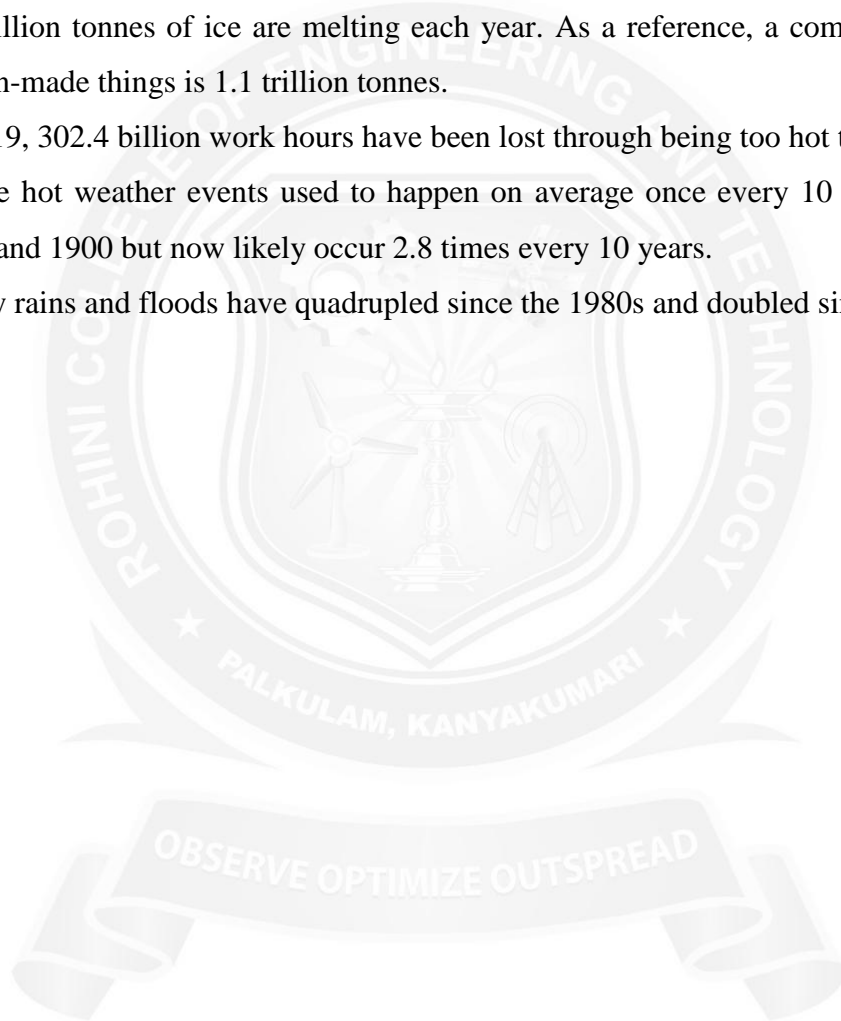 llion tonnes of ice are melting each year. As a reference, a com
-made things is 1.1 trillion tonnes.
19, 302.4 billion work hours have been lost through being too hot t
e hot weather events used to happen on average once every 10
and 1900 but now likely occur 2.8 times every 10 years.
rains and floods have quadrupled since the 1980s and doubled si
ROHINI COLLEGE OF ENGINEERING AND TECHNOLOGY
PALKULAM, KANYAKUMARI
OBSERVE OPTIMIZE OUTSPREAD